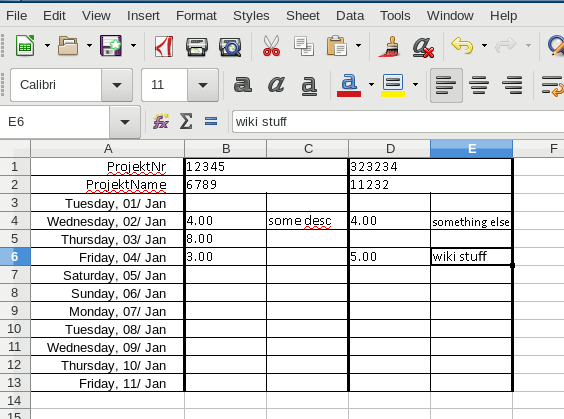 File Edit View Insert Format Styles Sheet Data Tools Window Help
Calibri 11 a a a a
E6 fx Σ = wiki stuff
A B C D E F
1 ProjektNr 12345 323234
2 ProjektName 6789 11232
3 Tuesday, 01/ Jan
4 Wednesday, 02/ Jan 4.00 some desc 4.00 something else
5 Thursday, 03/ Jan 8.00
6 Friday, 04/ Jan 3.00 5.00 wiki stuff
7 Saturday, 05/ Jan
8 Sunday, 06/ Jan
9 Monday, 07/ Jan
10 Tuesday, 08/ Jan
11 Wednesday, 09/ Jan
12 Thursday, 10/ Jan
13 Friday, 11/ Jan
14
15